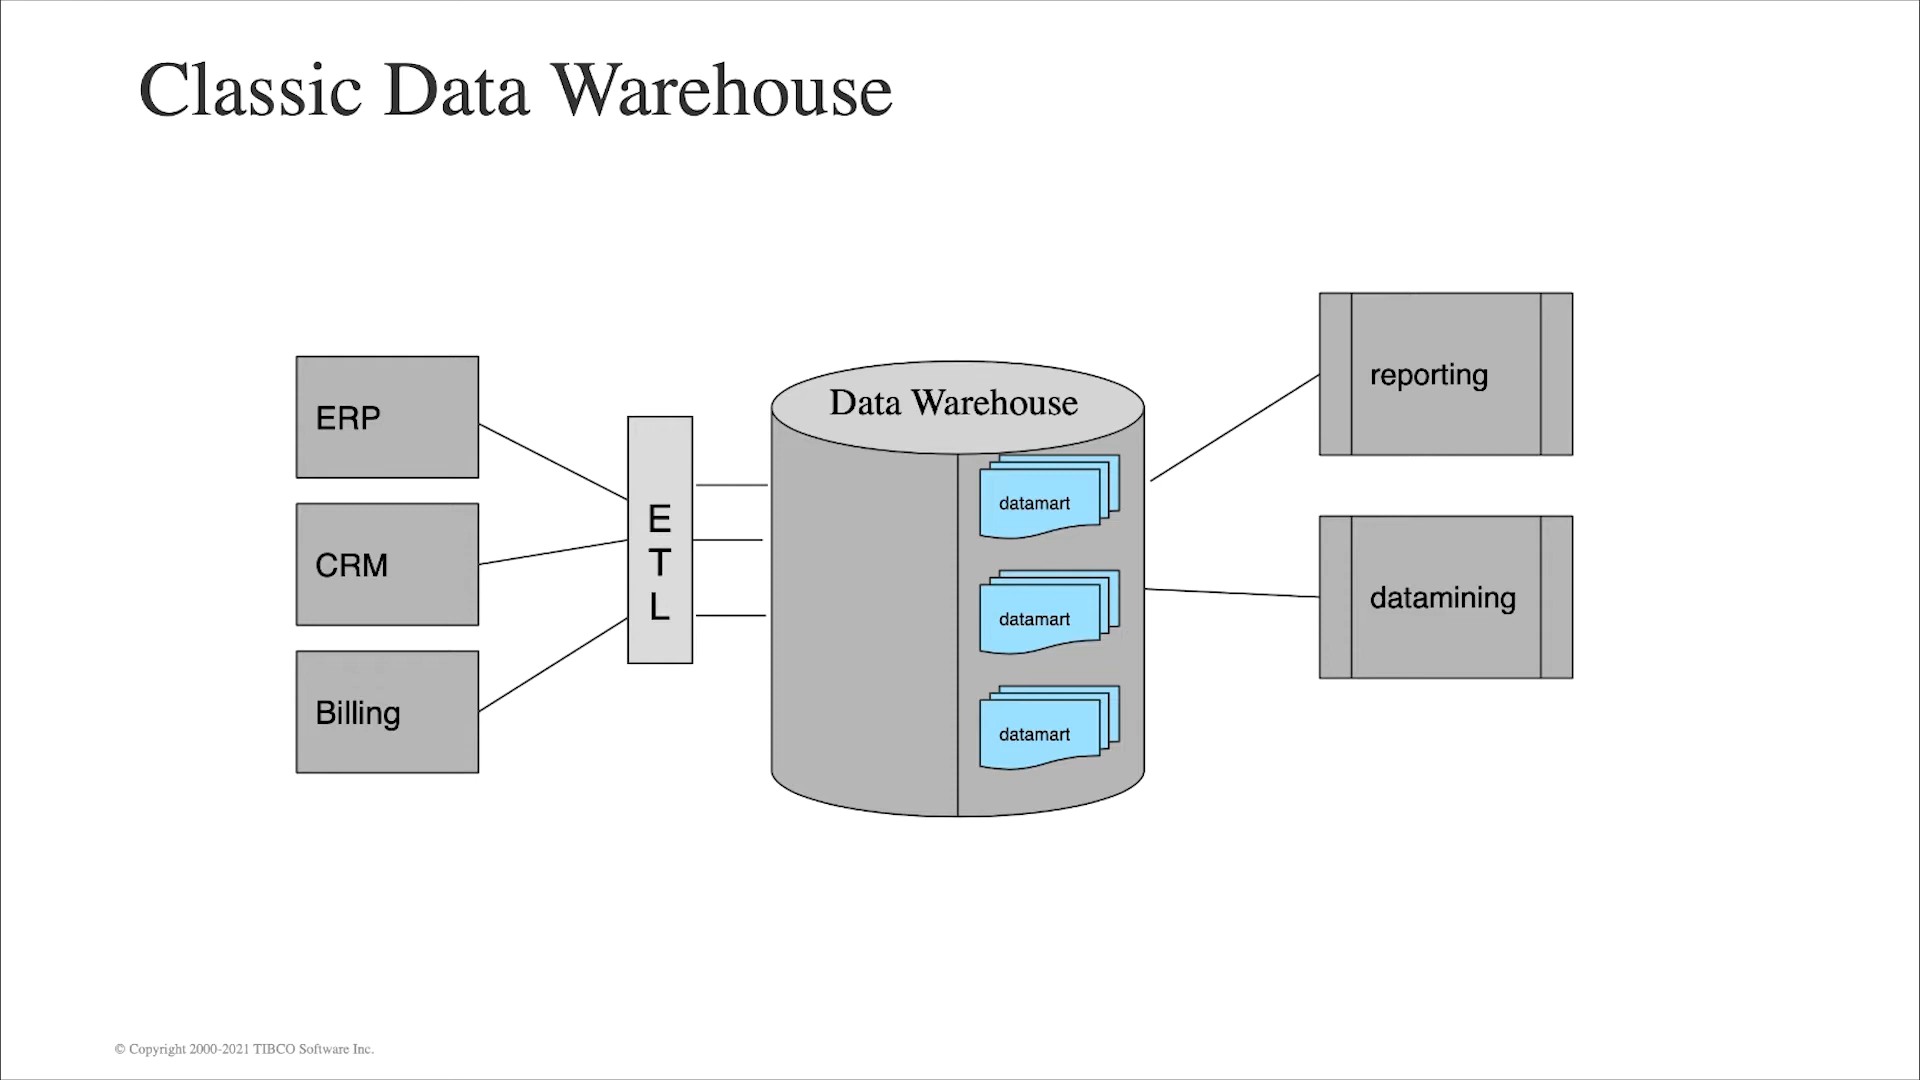 Classic Data Warehouse
ERP
CRM
Billing
E
T
L
Data Warehouse
datamart
datamart
datamart
reporting
datamining
© Copyright 2000-2021 TIBCO Software Inc.